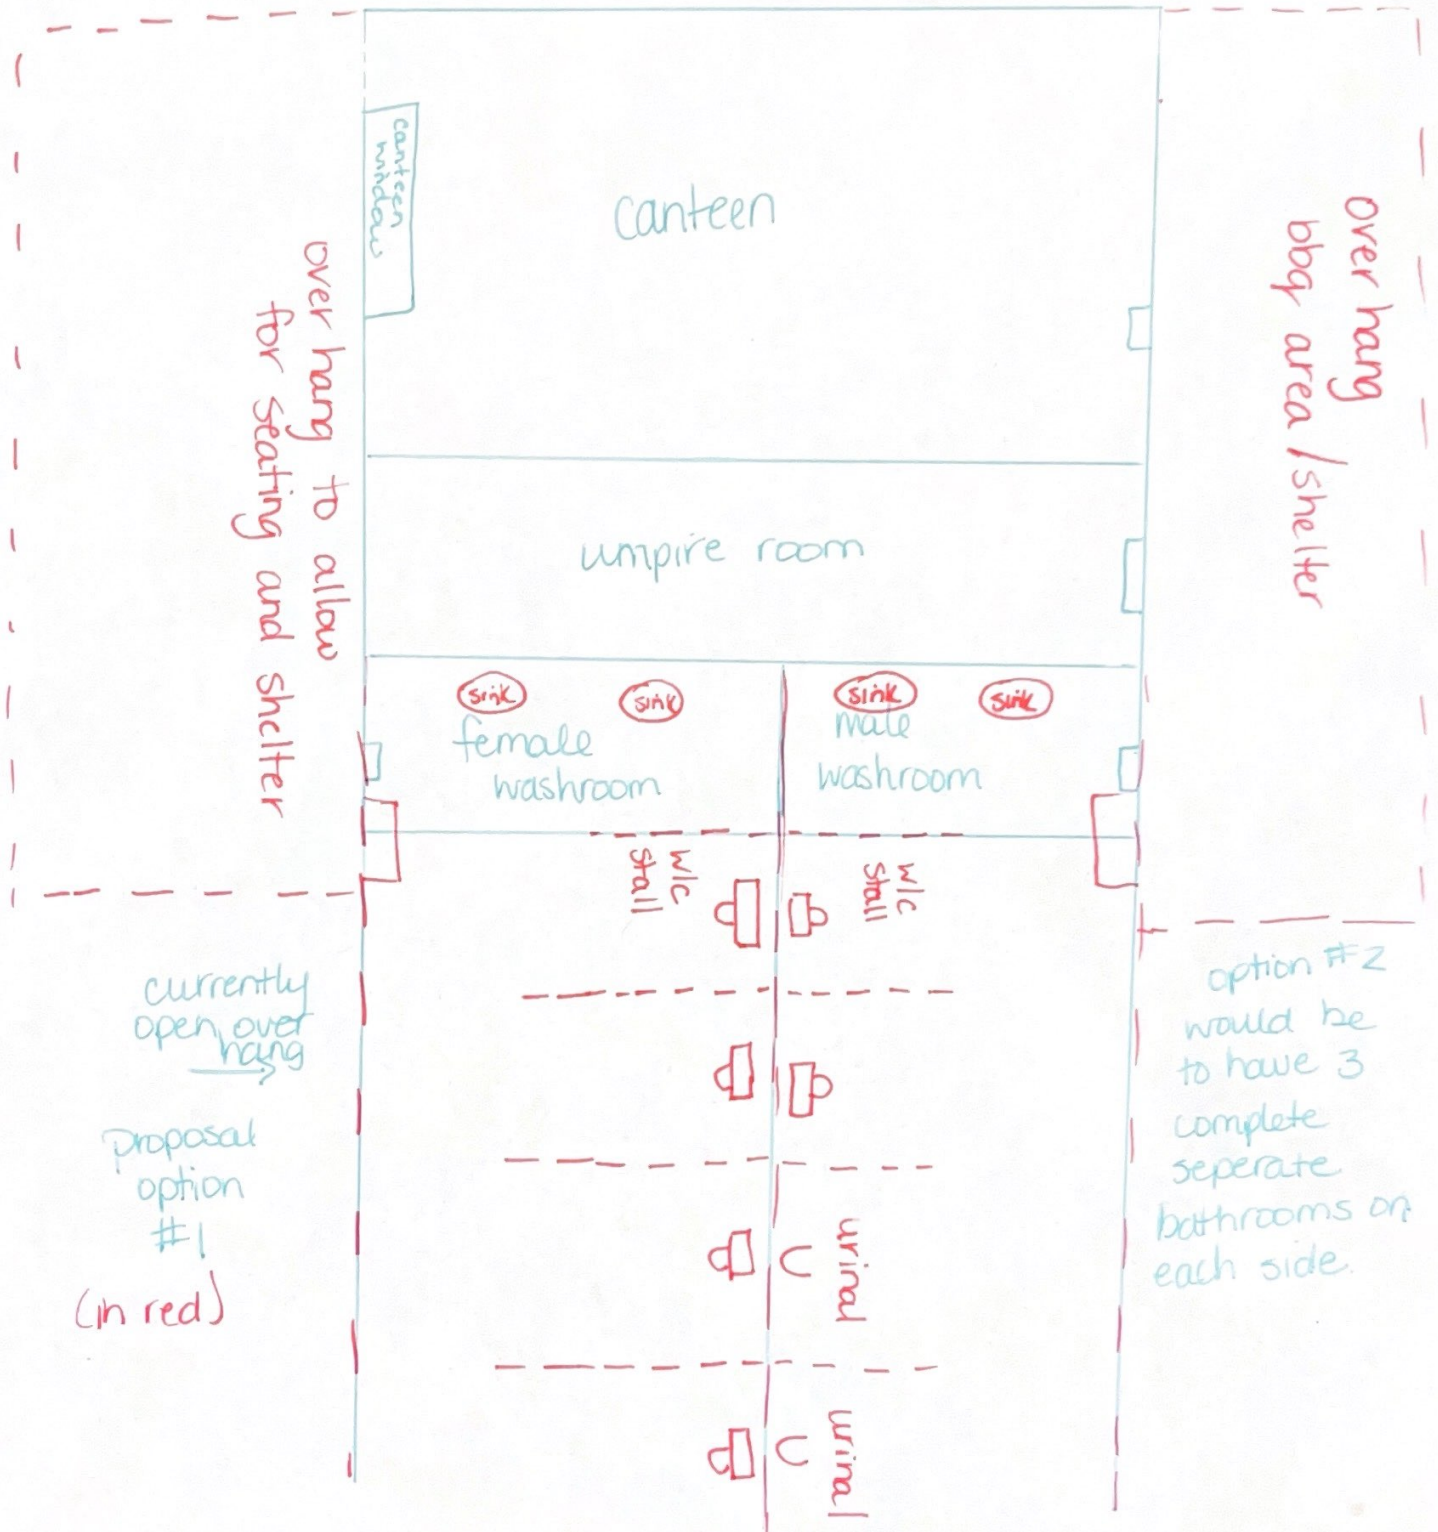 canteen
window
canteen
over hang to allow
for seating and shelter
over hang
bbq area/shelter
umpire room
sink
sink
sink
sink
female
washroom
male
washroom
w/c
stall
w/c
stall
currently
open over
hang
proposal
option
#1
(in red)
option #2
would be
to have 3
complete
seperate
bathrooms on
each side.
urinal
urinal